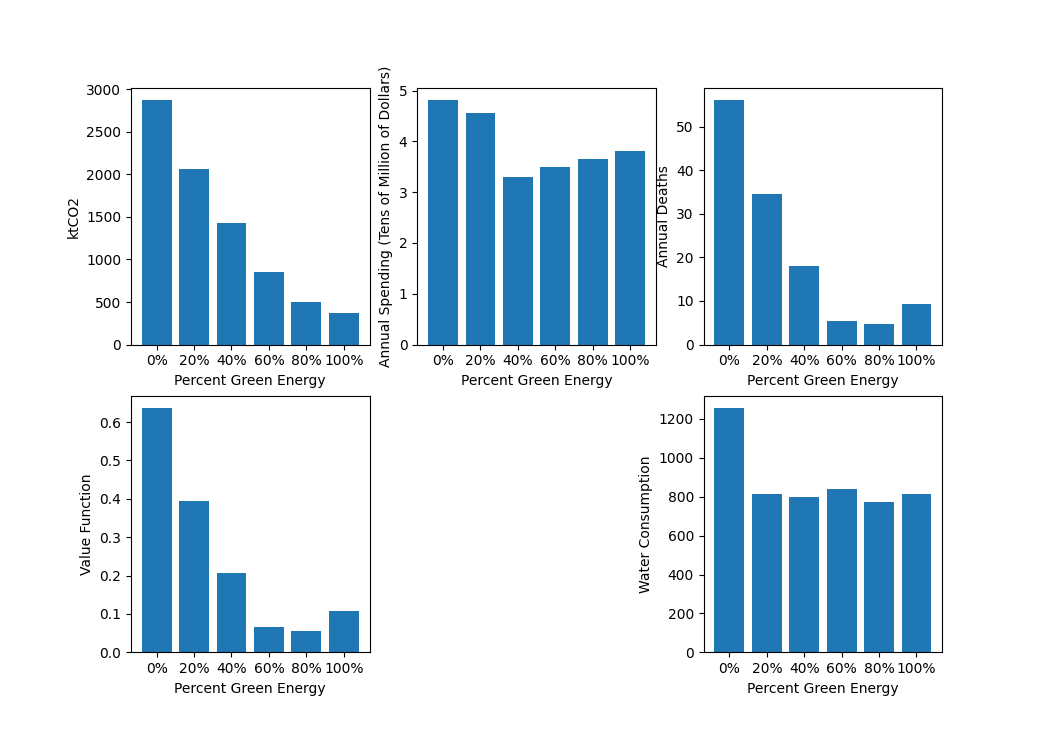 ktCO2
3000
2500
2000
1500
1000
500
0
0% 20% 40% 60% 80% 100%
Percent Green Energy
Annual Spending (Tens of Million of Dollars)
5
4
3
2
1
0
0% 20% 40% 60% 80% 100%
Percent Green Energy
Annual Deaths
50
40
30
20
10
0
0% 20% 40% 60% 80% 100%
Percent Green Energy
Value Function
0.6
0.5
0.4
0.3
0.2
0.1
0.0
0% 20% 40% 60% 80% 100%
Percent Green Energy
Water Consumption
1200
1000
800
600
400
200
0
0% 20% 40% 60% 80% 100%
Percent Green Energy